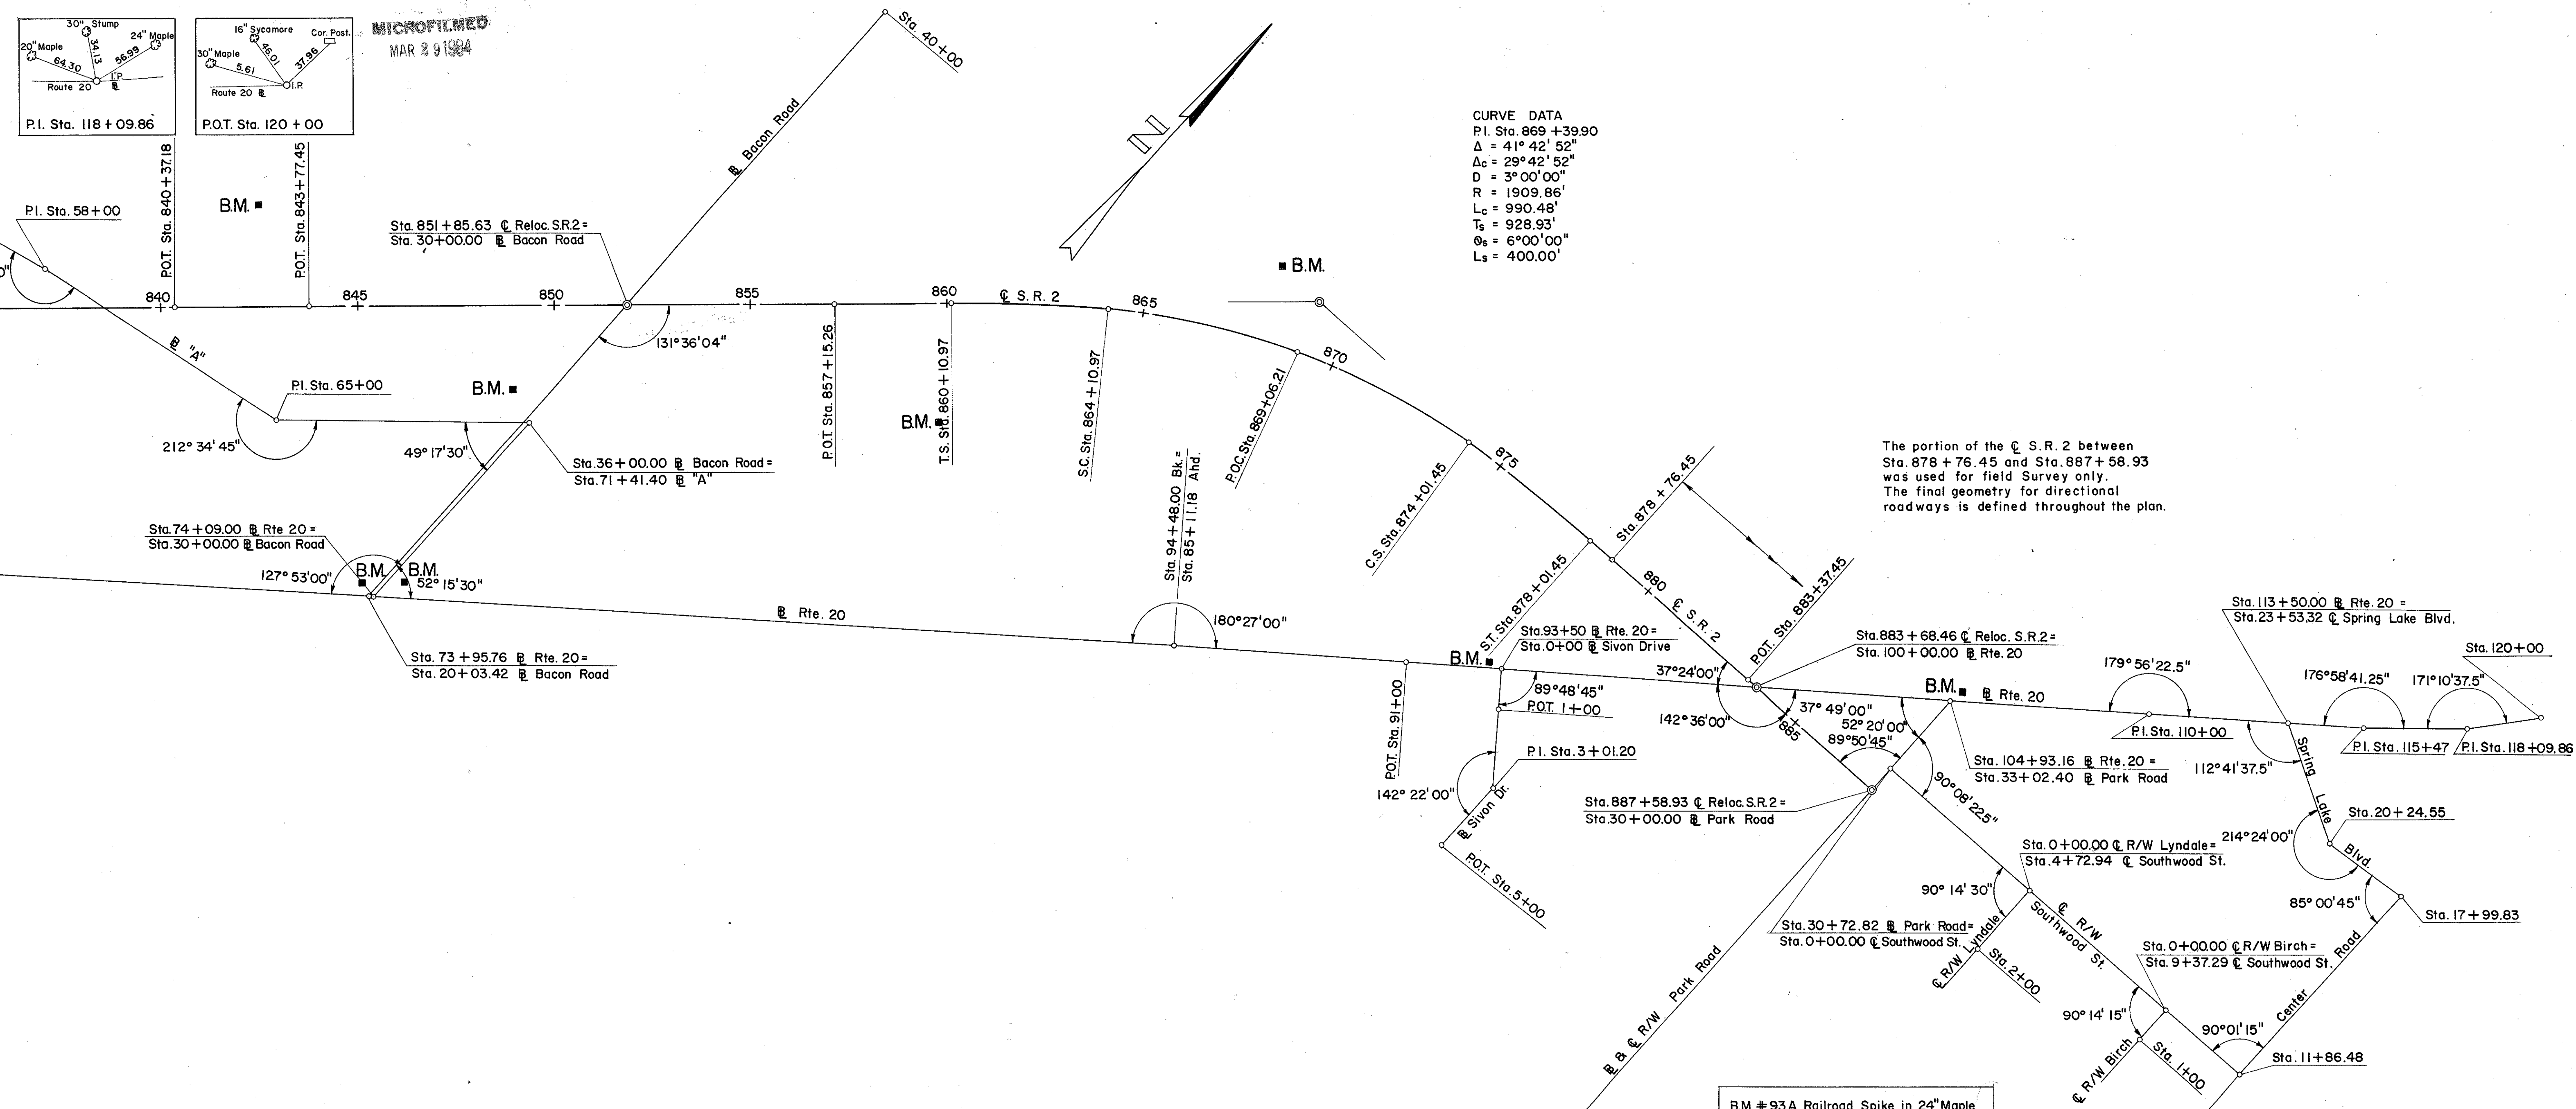 30" Stump
20" Maple
24" Maple
34.13
64.30
56.99
I.P.
Route 20 ℄
P.I. Sta. 118+09.86
16" Sycamore
Cor. Post.
30" Maple
46.01
37.96
5.61
I.P.
Route 20 ℄
P.O.T. Sta. 120+00
MICROFILMED
MAR 29 1984
Sta. 40+00
℄ Bacon Road
N
CURVE DATA
P.I. Sta. 869+39.90
Δ = 41° 42' 52"
Δc = 29° 42' 52"
D = 3° 00' 00"
R = 1909.86'
Lc = 990.48'
Ts = 928.93'
Θs = 6° 00' 00"
Ls = 400.00'
P.I. Sta. 58+00
P.O.T. Sta. 840+37.18
B.M.
P.O.T. Sta. 843+77.45
Sta. 851+85.63 ℄ Reloc. S.R.2 =
Sta. 30+00.00 ℄ Bacon Road
B.M.
840
845
850
855
860
℄ S.R. 2
865
870
875
880
℄ S.R. 2
885
131° 36' 04"
℄ "A"
P.I. Sta. 65+00
B.M.
212° 34' 45"
49° 17' 30"
Sta. 36+00.00 ℄ Bacon Road =
Sta. 71+41.40 ℄ "A"
P.O.T. Sta. 857+15.26
B.M.
T.S. Sta. 860+10.97
S.C. Sta. 864+10.97
P.O.C. Sta. 869+06.21
C.S. Sta. 874+01.45
S.T. Sta. 878+01.45
Sta. 878+76.45
P.O.T. Sta. 883+37.45
The portion of the ℄ S.R. 2 between
Sta. 878+76.45 and Sta. 887+58.93
was used for field Survey only.
The final geometry for directional
roadways is defined throughout the plan.
Sta. 74+09.00 ℄ Rte 20 =
Sta. 30+00.00 ℄ Bacon Road
127° 53' 00"
B.M.
B.M.
52° 15' 30"
Sta. 73+95.76 ℄ Rte. 20 =
Sta. 20+03.42 ℄ Bacon Road
℄ Rte. 20
Sta. 94+48.00 Bk. =
Sta. 85+11.18 Ahd.
180° 27' 00"
P.O.T. Sta. 91+00
B.M.
Sta. 93+50 ℄ Rte. 20 =
Sta. 0+00 ℄ Sivon Drive
89° 48' 45"
P.O.T. 1+00
P.I. Sta. 3+01.20
142° 22' 00"
℄ Sivon Dr.
P.O.T. Sta. 5+00
37° 24' 00"
142° 36' 00"
Sta. 883+68.46 ℄ Reloc. S.R.2 =
Sta. 100+00.00 ℄ Rte. 20
37° 49' 00"
52° 20' 00"
89° 50' 45"
90° 08' 22.5"
B.M.
℄ Rte. 20
Sta. 104+93.16 ℄ Rte. 20 =
Sta. 33+02.40 ℄ Park Road
Sta. 887+58.93 ℄ Reloc. S.R.2 =
Sta. 30+00.00 ℄ Park Road
Sta. 30+72.82 ℄ Park Road =
Sta. 0+00.00 ℄ Southwood St.
℄ & ℄ R/W Park Road
179° 56' 22.5"
P.I. Sta. 110+00
Sta. 113+50.00 ℄ Rte. 20 =
Sta. 23+53.32 ℄ Spring Lake Blvd.
176° 58' 41.25"
171° 10' 37.5"
Sta. 120+00
P.I. Sta. 115+47
P.I. Sta. 118+09.86
112° 41' 37.5"
Spring Lake Blvd.
Sta. 20+24.55
214° 24' 00"
85° 00' 45"
Sta. 17+99.83
Sta. 0+00.00 ℄ R/W Lyndale =
Sta. 4+72.94 ℄ Southwood St.
90° 14' 30"
℄ R/W Lyndale
Sta. 2+00
℄ R/W
Southwood St.
Sta. 0+00.00 ℄ R/W Birch =
Sta. 9+37.29 ℄ Southwood St.
90° 14' 15"
90° 01' 15"
℄ R/W Birch
Sta. 1+00
Center Road
Sta. 11+86.48
B.M. #93A Railroad Spike in 24" Maple